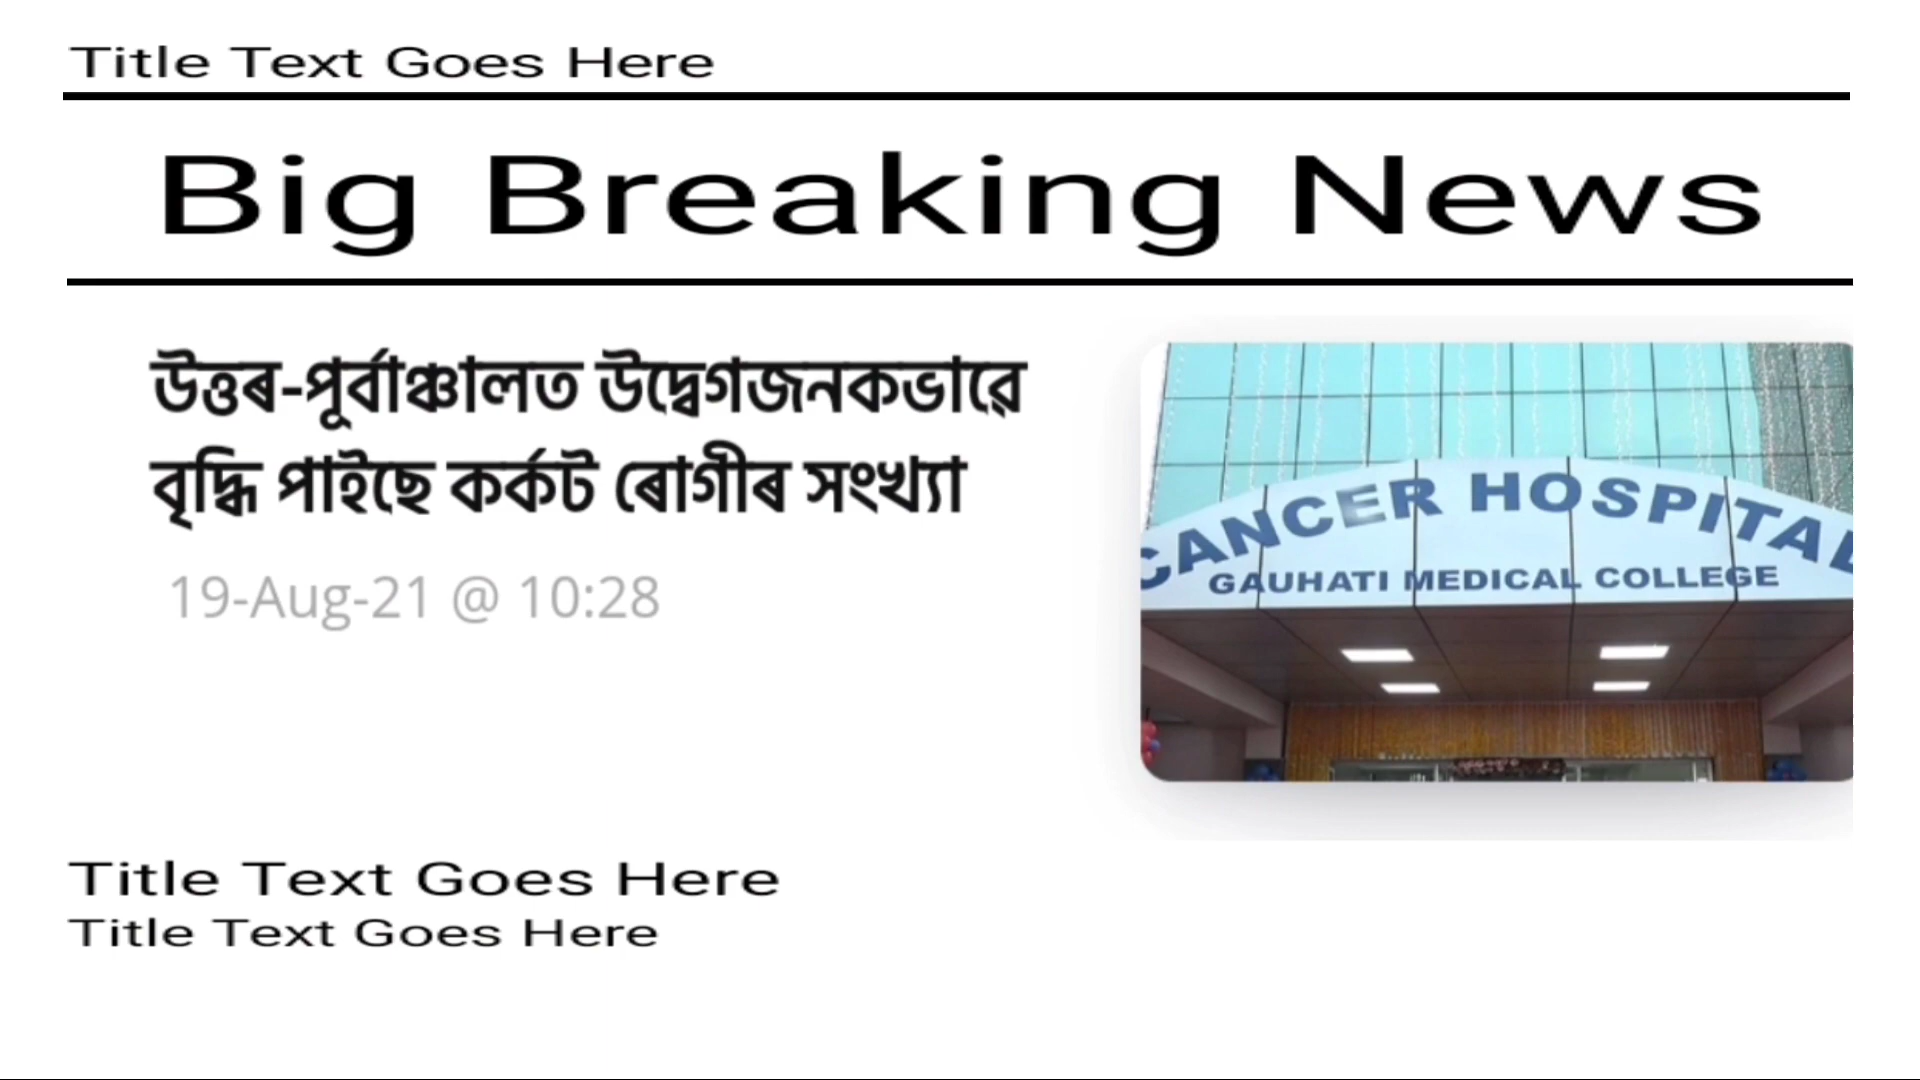 Title Text Goes Here
Big Breaking News
উত্তৰ-পূৰ্বাঞ্চালত উদ্বেগজনকভাৱে
বৃদ্ধি পাইছে কৰ্কট ৰোগীৰ সংখ্যা
19-Aug-21 @ 10:28
CANCER HOSPITAL
GAUHATI MEDICAL COLLEGE
Title Text Goes Here
Title Text Goes Here